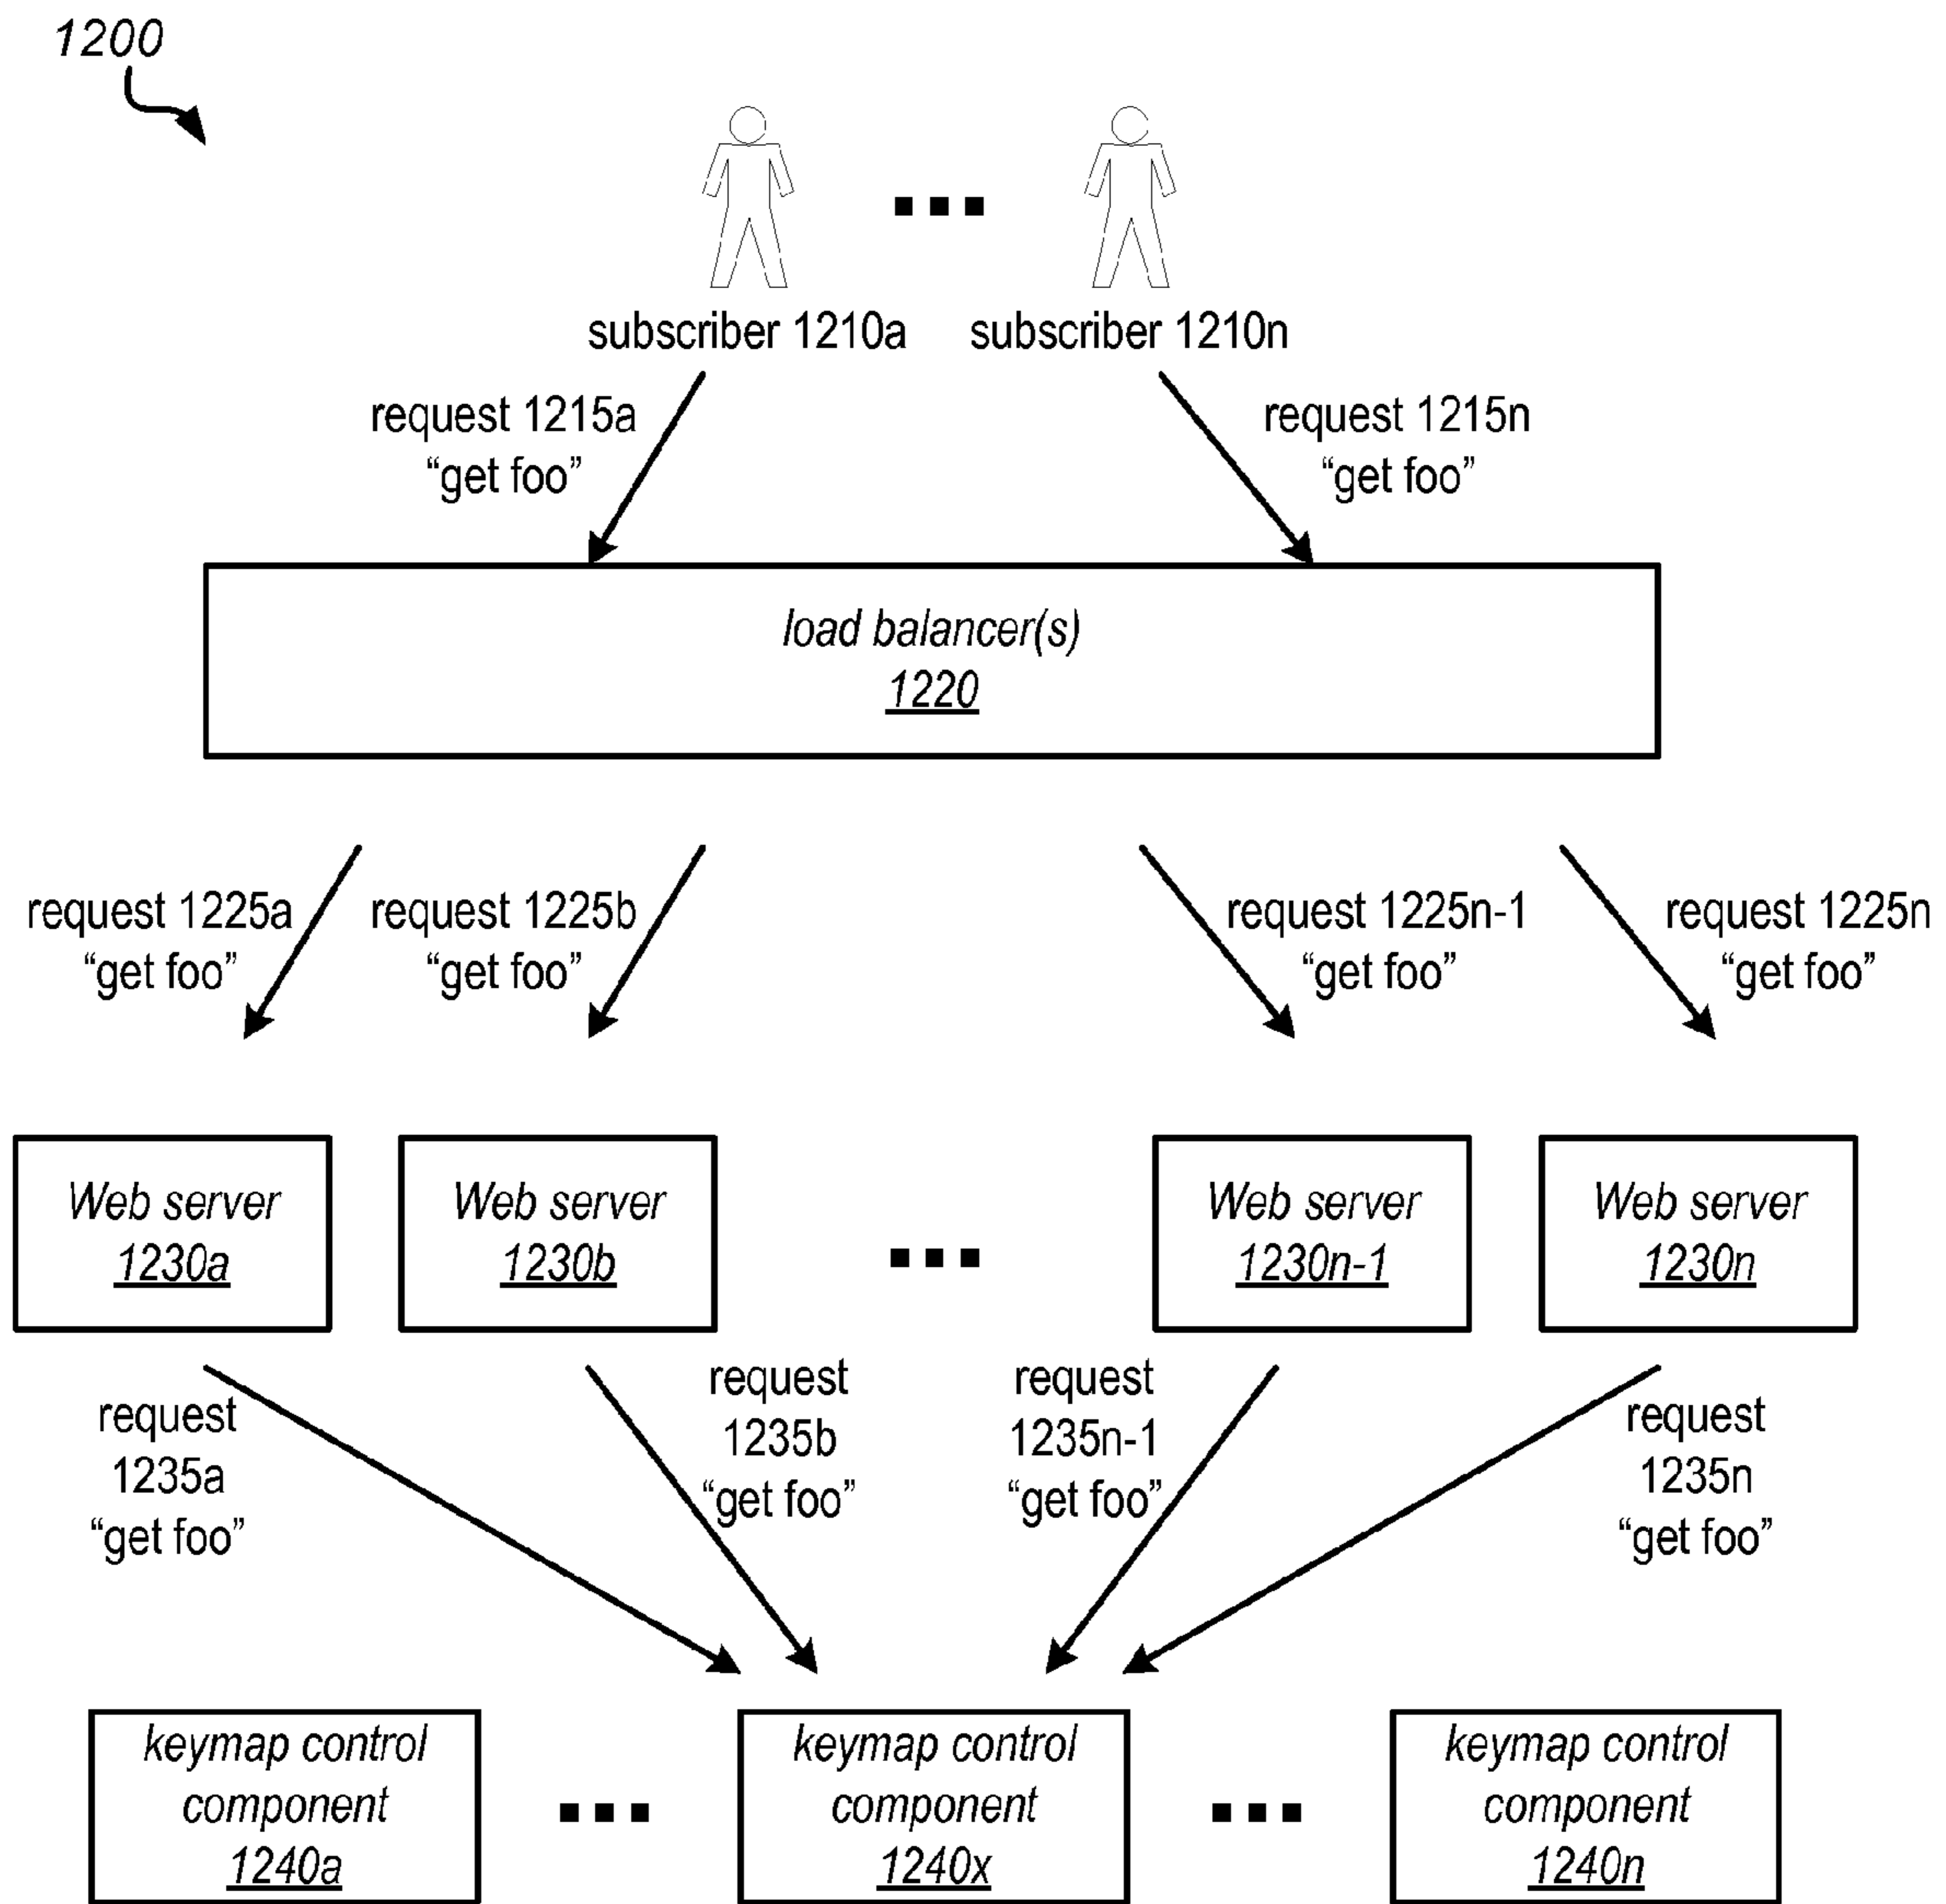 1200
subscriber 1210a
subscriber 1210n
request 1215a
“get foo”
request 1215n
“get foo”
load balancer(s)
1220
request 1225a
“get foo”
request 1225b
“get foo”
request 1225n-1
“get foo”
request 1225n
“get foo”
Web server
1230a
Web server
1230b
Web server
1230n-1
Web server
1230n
request
1235a
“get foo”
request
1235b
“get foo”
request
1235n-1
“get foo”
request
1235n
“get foo”
keymap control
component
1240a
keymap control
component
1240x
keymap control
component
1240n